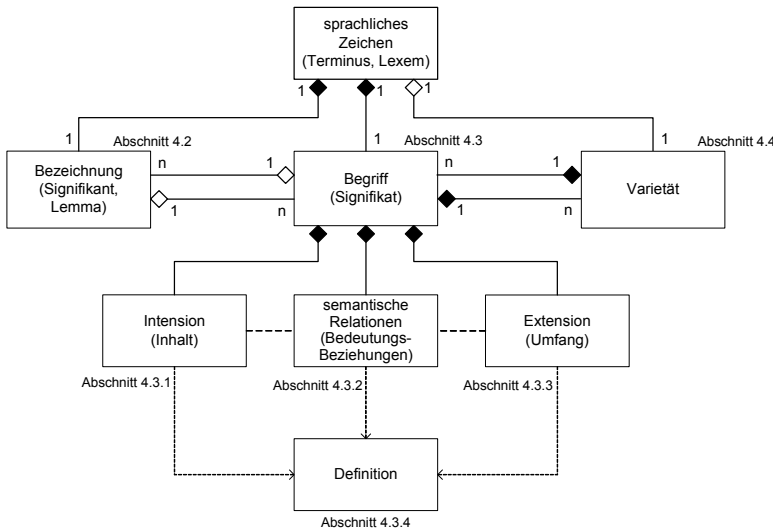 sprachliches
Zeichen
(Terminus, Lexem)
1
1
1
1
Abschnitt 4.2
1
Abschnitt 4.3
1
Abschnitt 4.4
Bezeichnung
(Signifikant,
Lemma)
n
1
1
n
Begriff
(Signifikat)
n
1
1
n
Varietät
Intension
(Inhalt)
semantische
Relationen
(Bedeutungs-
Beziehungen)
Extension
(Umfang)
Abschnitt 4.3.1
Abschnitt 4.3.2
Abschnitt 4.3.3
Definition
Abschnitt 4.3.4